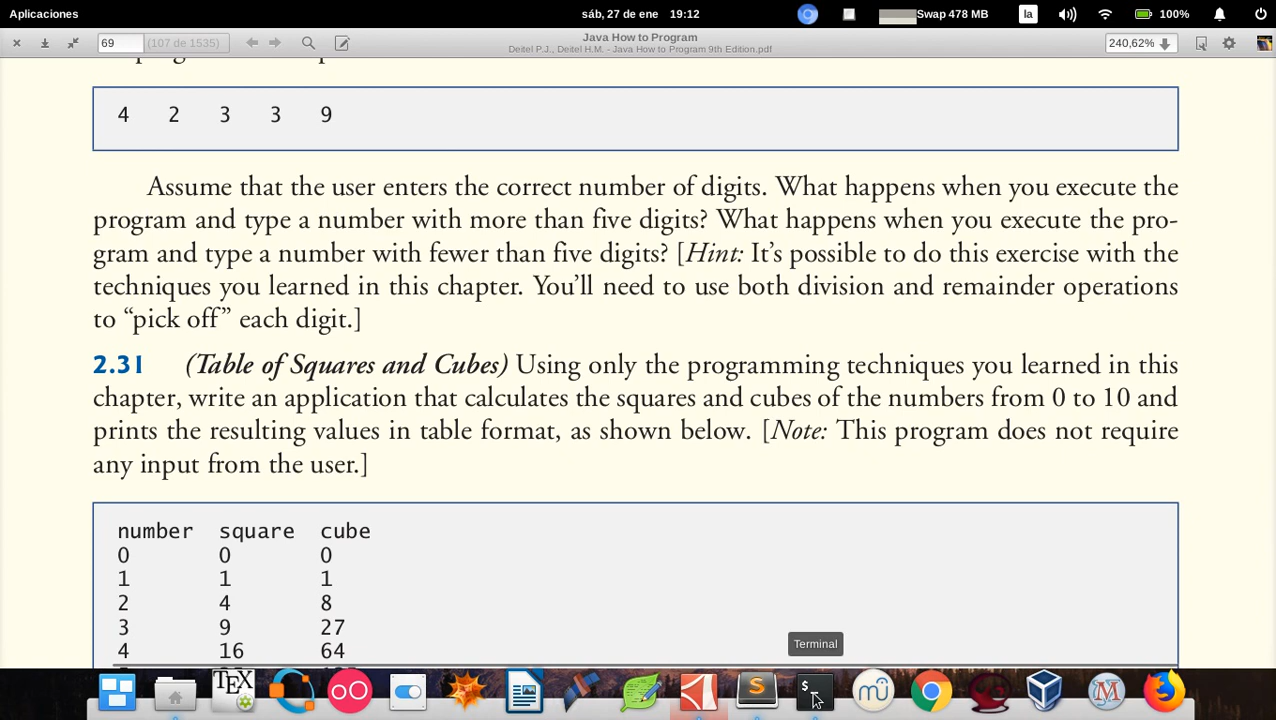 Aplicaciones
sáb, 27 de ene 19:12
Swap 478 MB
la
100%
69 (107 de 1535)
Java How to Program
Deitel P.J., Deitel H.M. - Java How to Program 9th Edition.pdf
240,62%
4 2 3 3 9
Assume that the user enters the correct number of digits. What happens when you execute the
program and type a number with more than five digits? What happens when you execute the pro-
gram and type a number with fewer than five digits? [Hint: It’s possible to do this exercise with the
techniques you learned in this chapter. You’ll need to use both division and remainder operations
to “pick off” each digit.]
2.31 (Table of Squares and Cubes) Using only the programming techniques you learned in this
chapter, write an application that calculates the squares and cubes of the numbers from 0 to 10 and
prints the resulting values in table format, as shown below. [Note: This program does not require
any input from the user.]
number square cube
0 0 0
1 1 1
2 4 8
3 9 27
4 16 64
Terminal
TEX
S
$_
mu
M